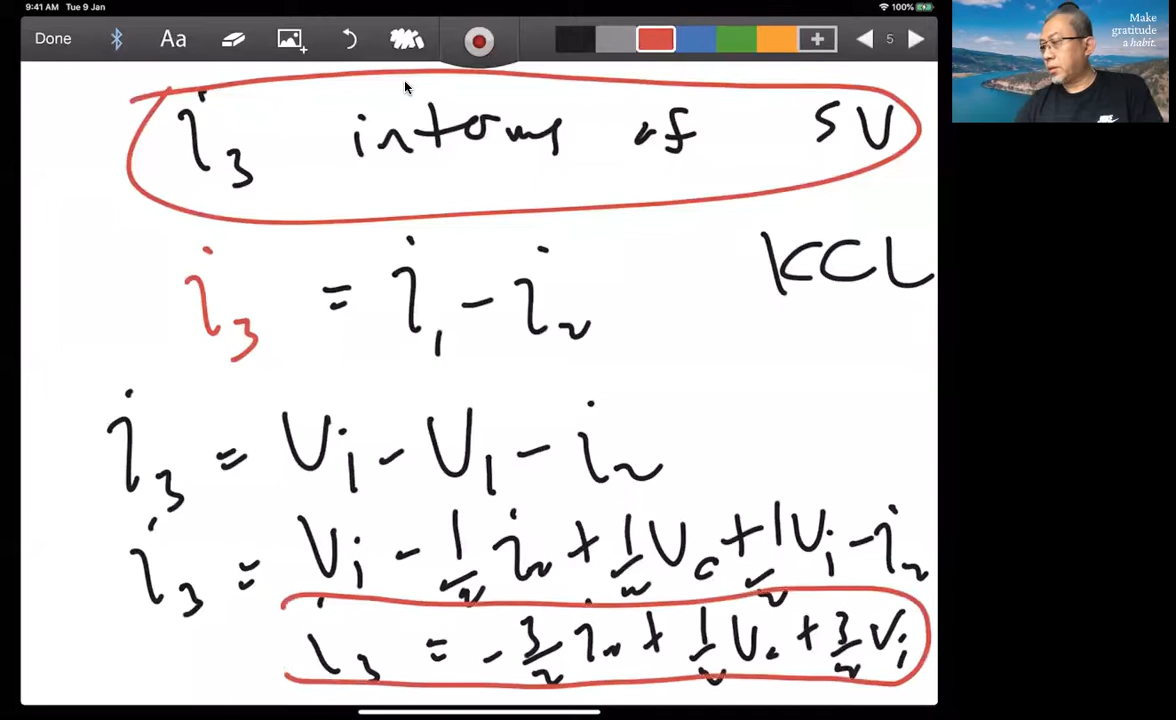 9:41 AM Tue 9 Jan
100%
Done
Aa
5
Make
gratitude
a habit.
i₃ interms of SV
i₃ = i₁ - i₂
KCL
i₃ = Vi - V₁ - i₂
i₃ = Vi - 1/2 i₂ + 1/2 Vc + 1/2 Vi - i₂
i₃ = - 3/2 i₂ + 1/2 Vc + 3/2 Vi